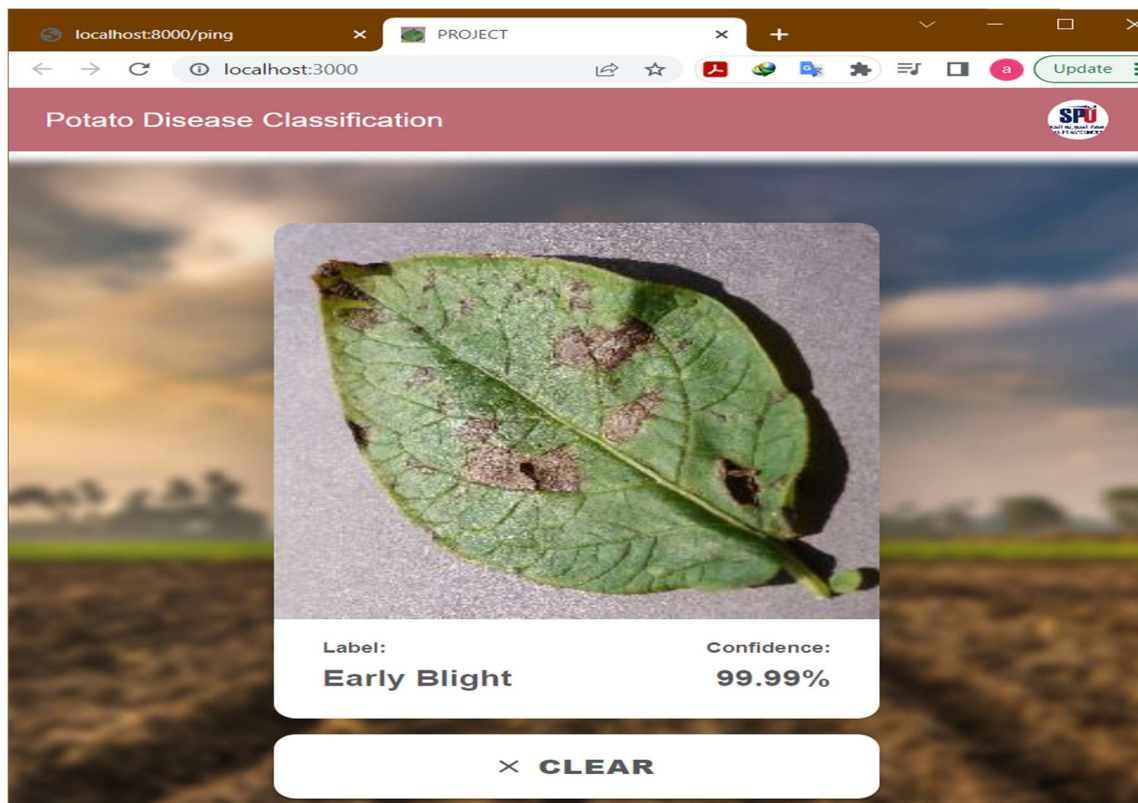 localhost:8000/ping
PROJECT
localhost:3000
a
Update
Potato Disease Classification
SPU
Label:
Confidence:
Early Blight
99.99%
CLEAR